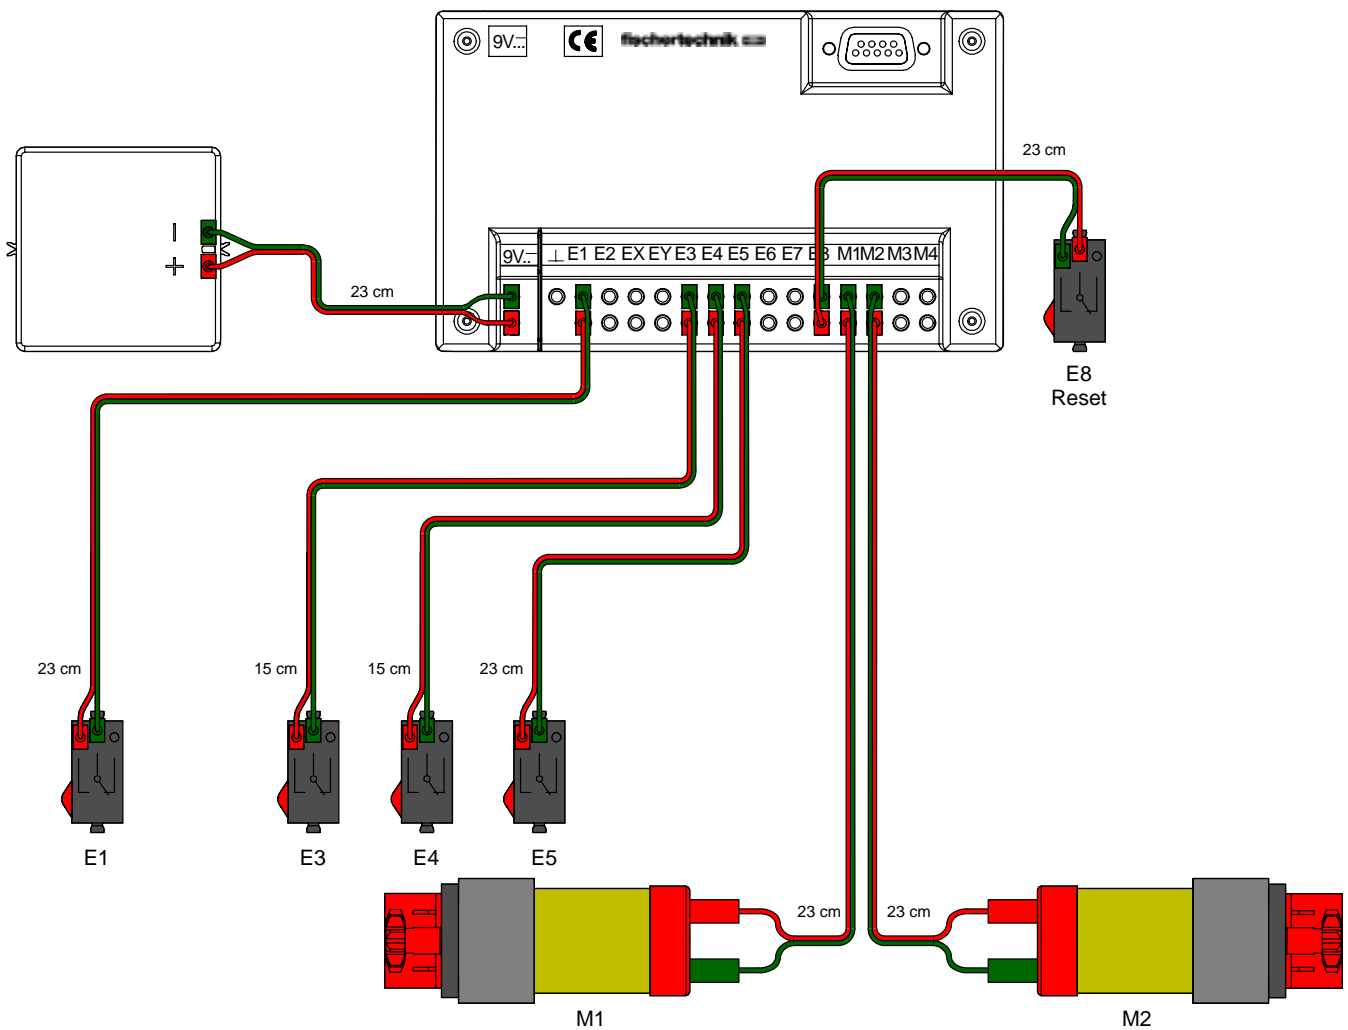 9V CE fischertechnik
23 cm
− 
+
9V ⊥ E1 E2 EX EY E3 E4 E5 E6 E7 E8 M1 M2 M3 M4
23 cm
E8
Reset
23 cm 15 cm 15 cm 23 cm
E1 E3 E4 E5
23 cm 23 cm
M1 M2